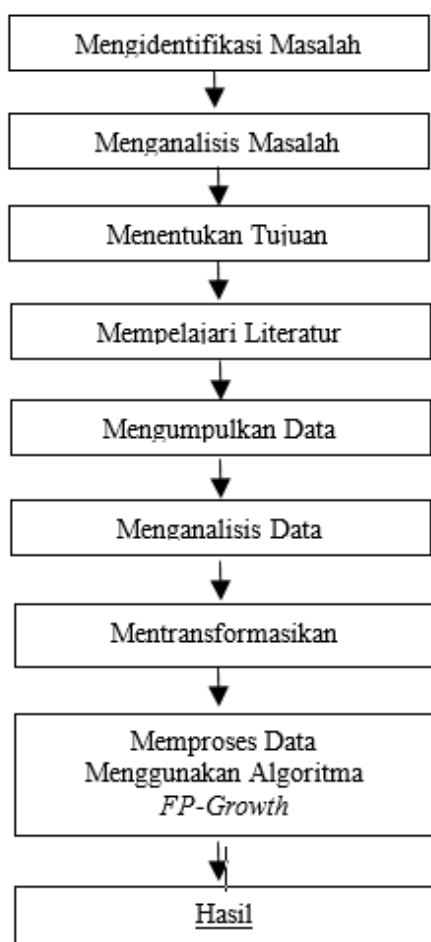 Mengidentifikasi Masalah
Menganalisis Masalah
Menentukan Tujuan
Mempelajari Literatur
Mengumpulkan Data
Menganalisis Data
Mentransformasikan
Memproses Data
Menggunakan Algoritma
FP-Growth
Hasil